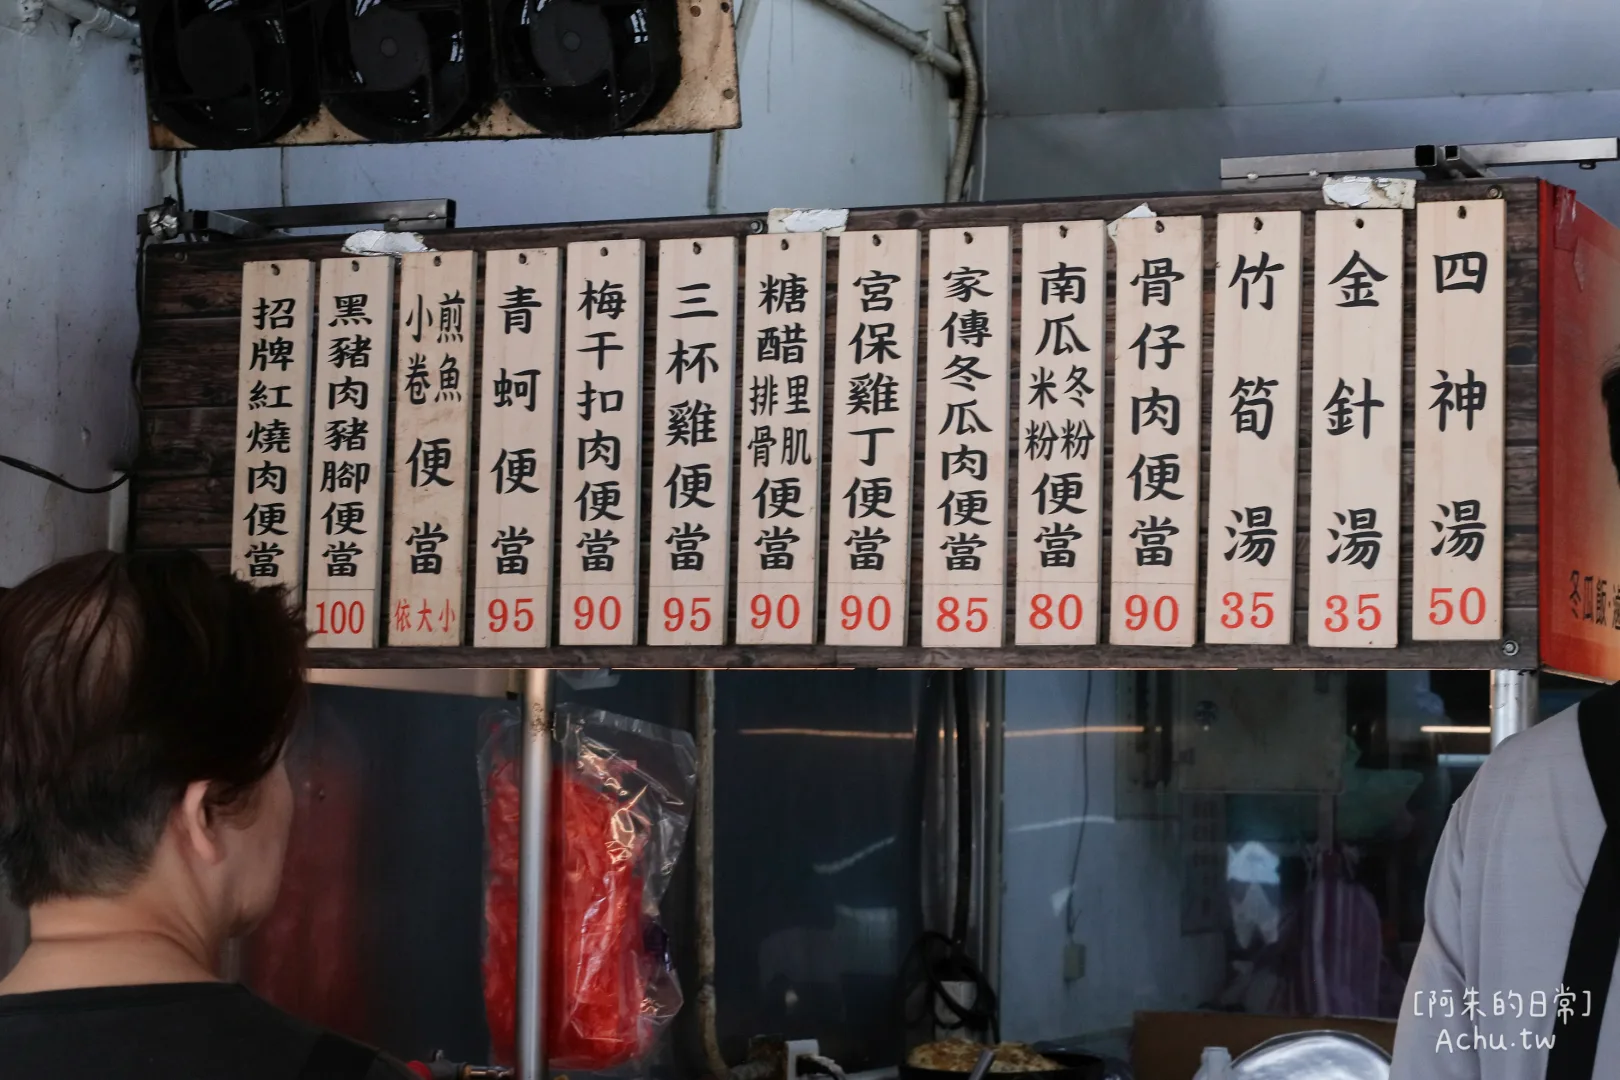 四神湯 50
金針湯 35
竹筍湯 35
骨仔肉便當 90
南瓜冬粉米粉便當 80
家傳冬瓜肉便當 85
宮保雞丁便當 90
糖醋里肌排骨便當 90
三杯雞便當 95
梅干扣肉便當 90
青蚵便當 95
煎魚小卷便當 依大小
黑豬肉豬腳便當 100
招牌紅燒肉便當
冬瓜飯
[阿朱的日常]
Achu.tw